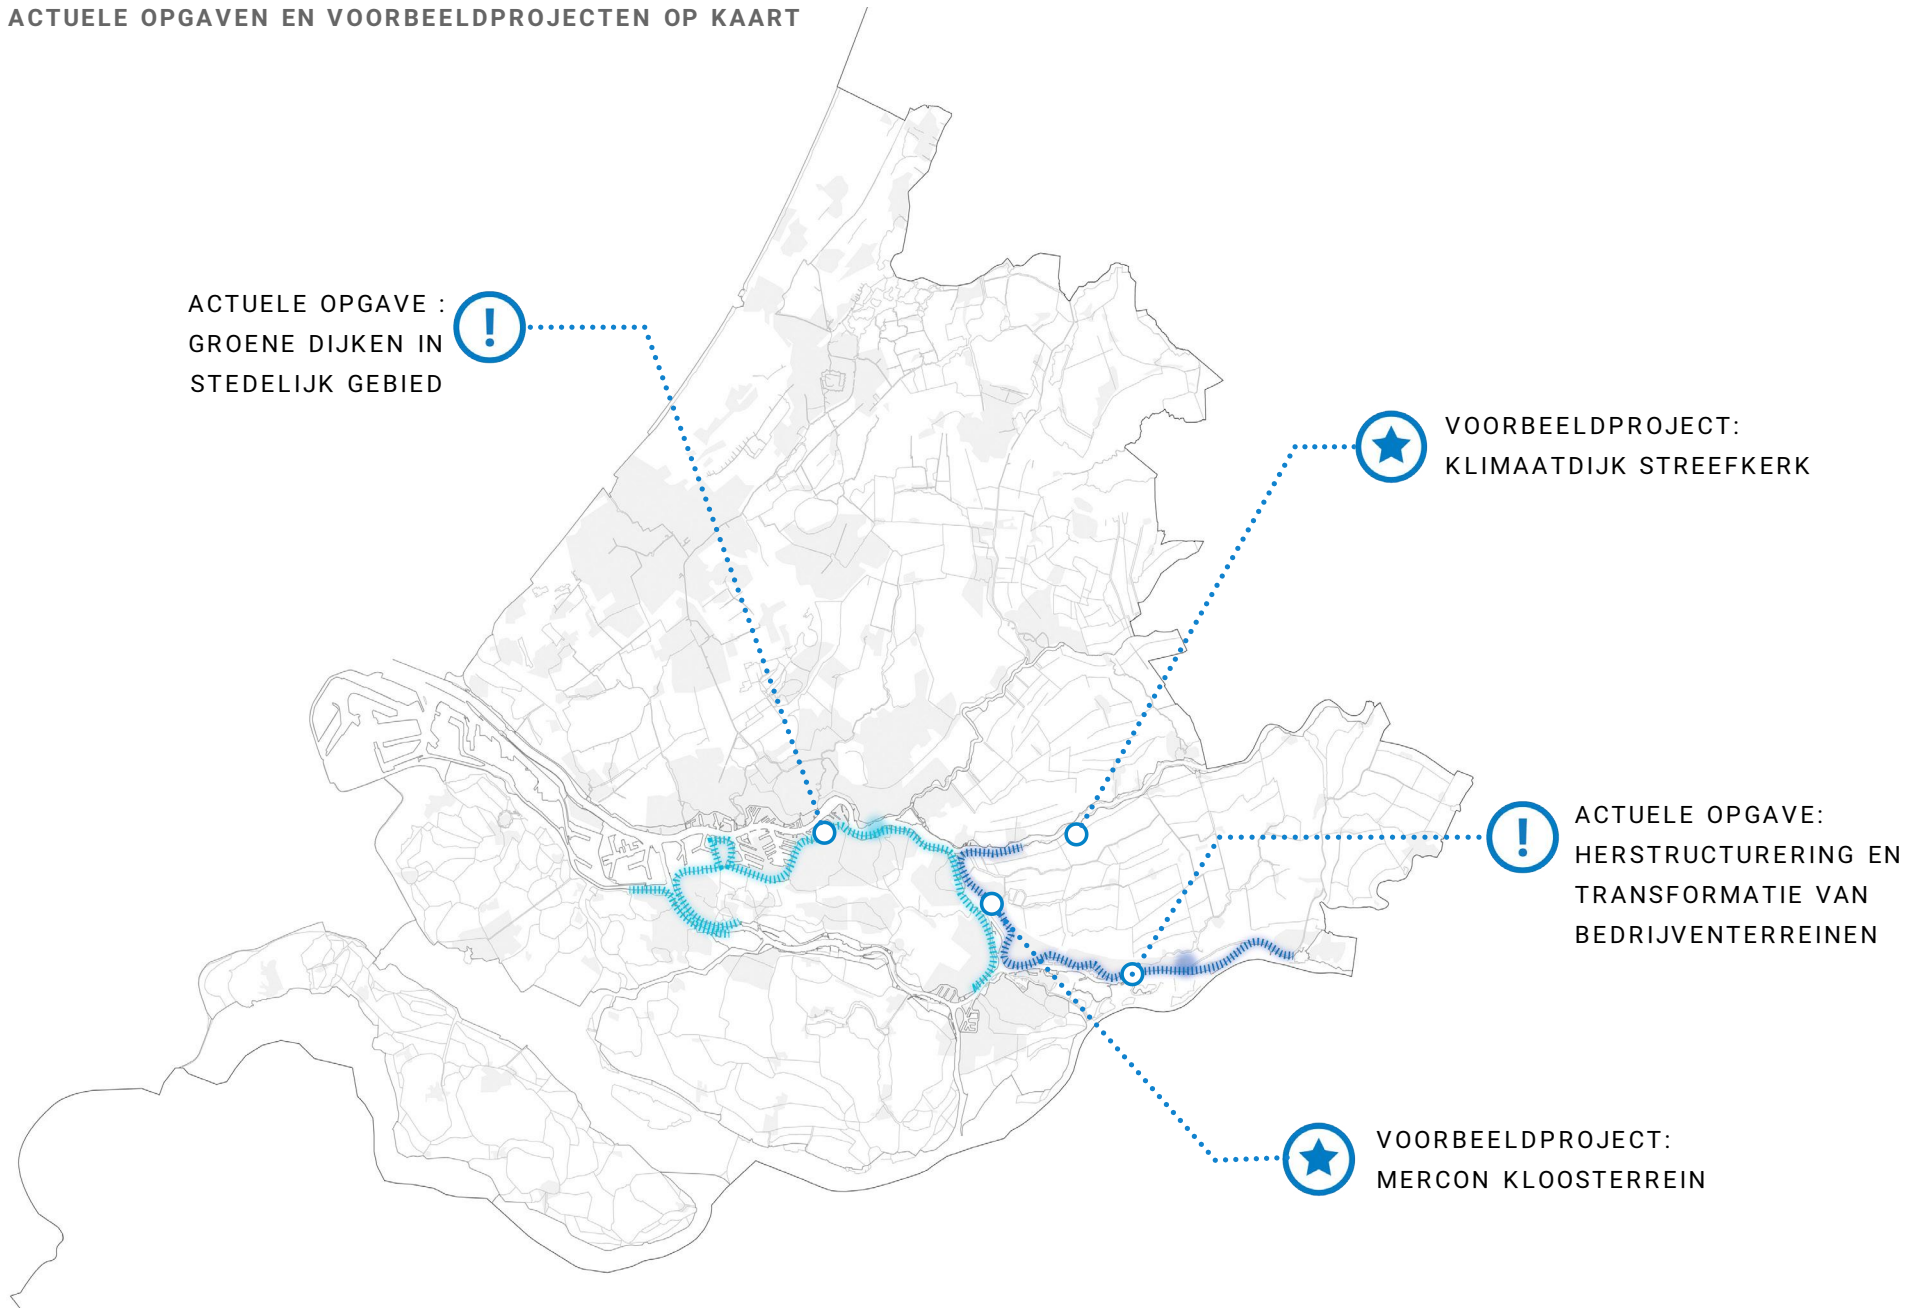 ACTUELE OPGAVEN EN VOORBEELDPROJECTEN OP KAART
ACTUELE OPGAVE :
GROENE DIJKEN IN
STEDELIJK GEBIED
VOORBEELDPROJECT:
KLIMAATDIJK STREEFKERK
ACTUELE OPGAVE:
HERSTRUCTURERING EN
TRANSFORMATIE VAN
BEDRIJVENTERREINEN
VOORBEELDPROJECT:
MERCON KLOOSTERREIN